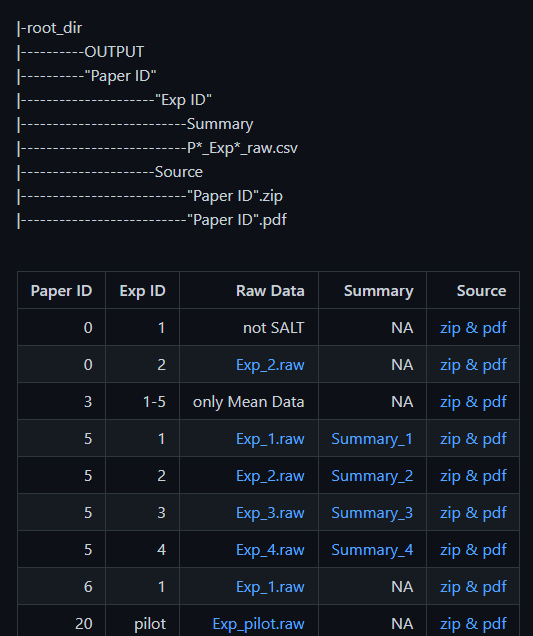 |-root_dir
|----------OUTPUT
|----------"Paper ID"
|---------------------"Exp ID"
|--------------------------Summary
|--------------------------P*_Exp*_raw.csv
|---------------------Source
|--------------------------"Paper ID".zip
|--------------------------"Paper ID".pdf
Paper ID Exp ID Raw Data Summary Source
0 1 not SALT NA zip & pdf
0 2 Exp_2.raw NA zip & pdf
3 1-5 only Mean Data NA zip & pdf
5 1 Exp_1.raw Summary_1 zip & pdf
5 2 Exp_2.raw Summary_2 zip & pdf
5 3 Exp_3.raw Summary_3 zip & pdf
5 4 Exp_4.raw Summary_4 zip & pdf
6 1 Exp_1.raw NA zip & pdf
20 pilot Exp_pilot.raw NA zip & pdf